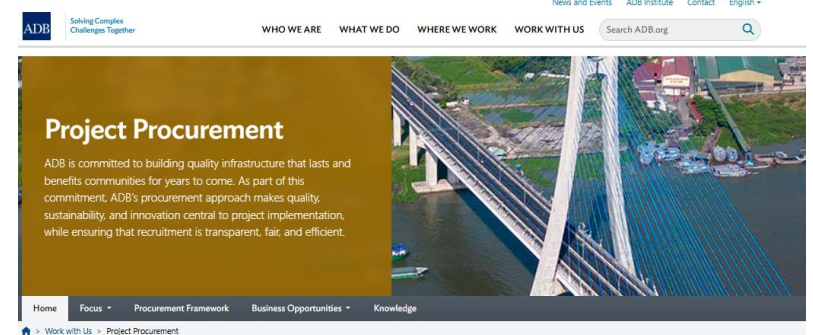 News and Events ADB Institute Contact English
ADB
Solving Complex
Challenges Together
WHO WE ARE WHAT WE DO WHERE WE WORK WORK WITH US Search ADB.org
Project Procurement
ADB is committed to building quality infrastructure that lasts and
benefits communities for years to come. As part of this
commitment, ADB's procurement approach makes quality,
sustainability, and innovation central to project implementation,
while ensuring that recruitment is transparent, fair, and efficient.
Home Focus Procurement Framework Business Opportunities Knowledge
> Work with Us > Project Procurement